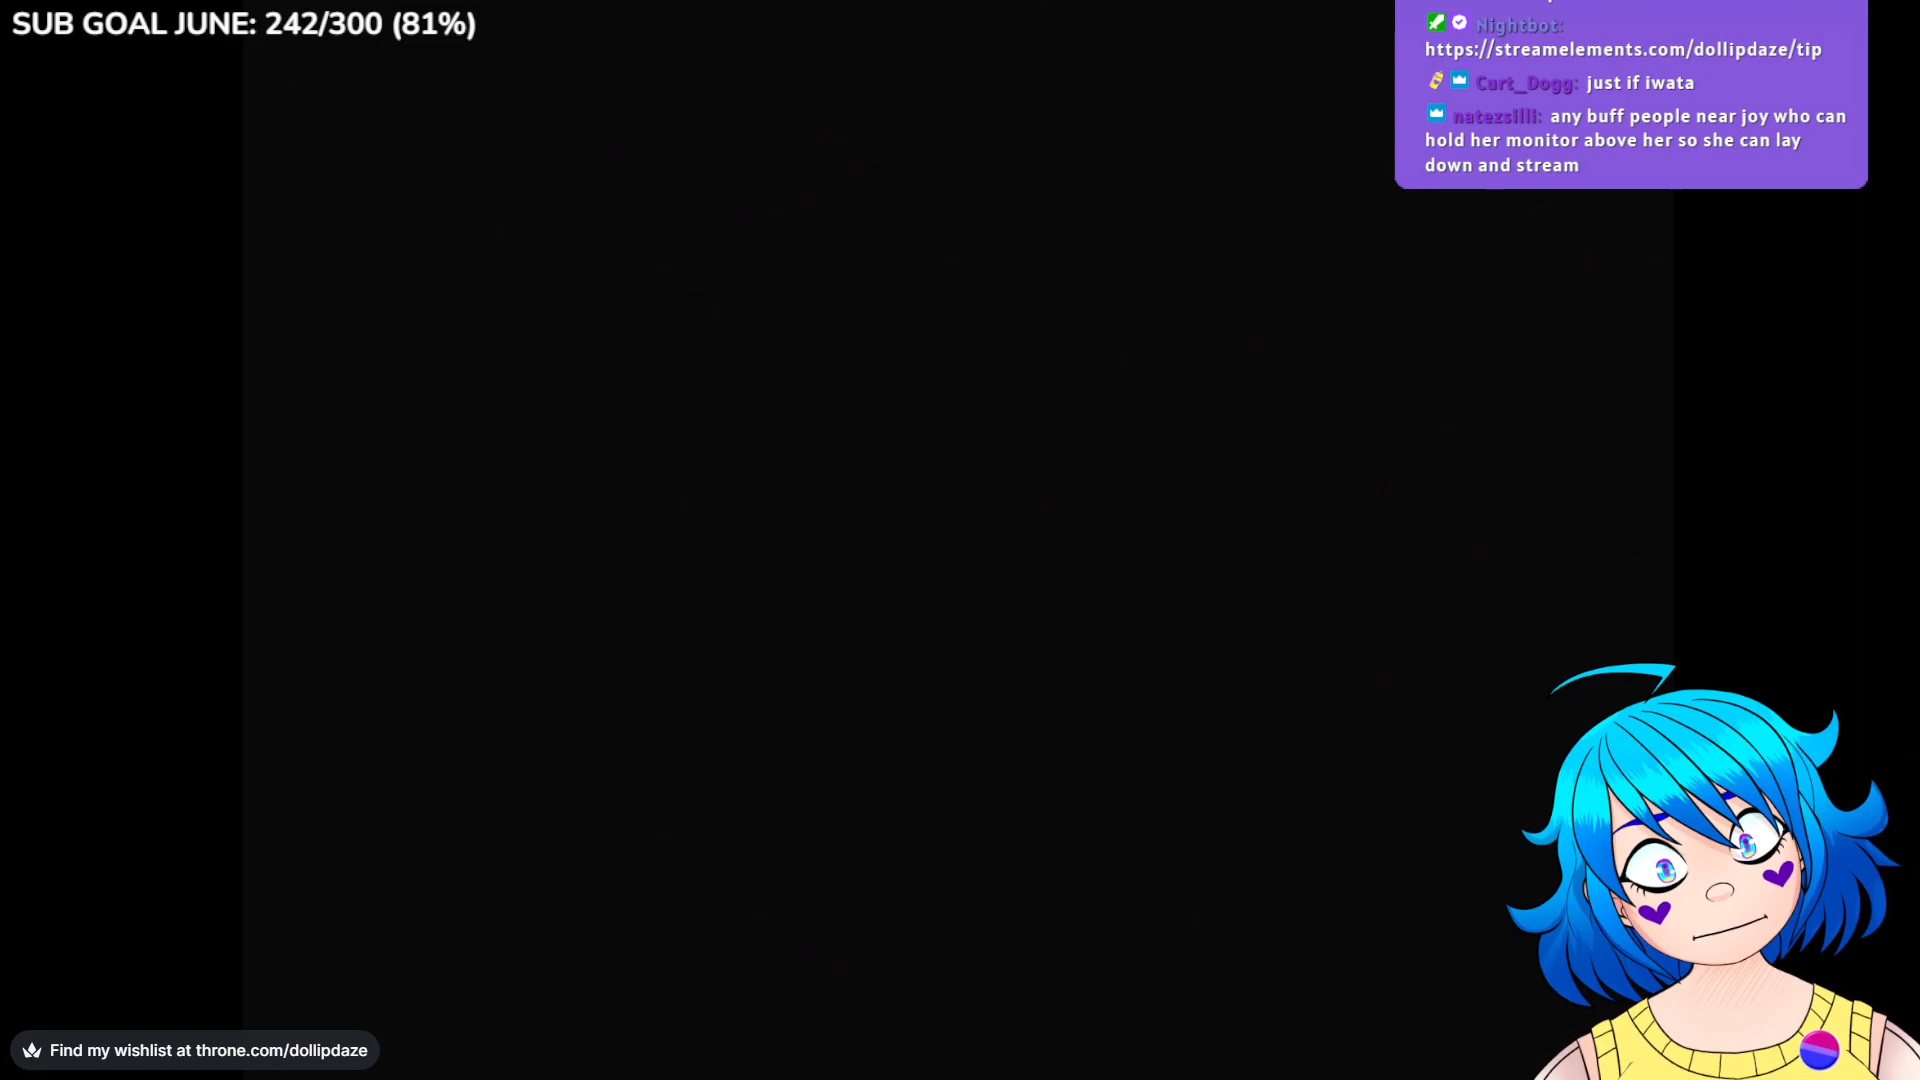 SUB GOAL JUNE: 242/300 (81%)
Nightbot:
https://streamelements.com/dollipdaze/tip
Curt_Dogg: just if iwata
natezsilli: any buff people near joy who can
hold her monitor above her so she can lay
down and stream
Find my wishlist at throne.com/dollipdaze